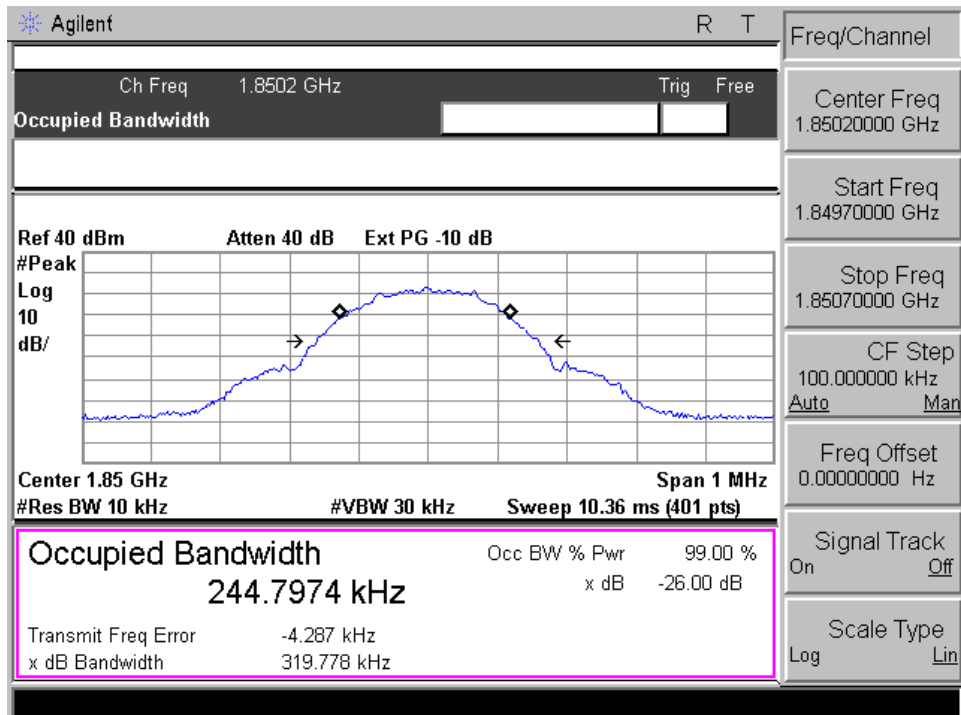 Agilent R T
Ch Freq 1.8502 GHz Trig Free
Occupied Bandwidth
Ref 40 dBm Atten 40 dB Ext PG -10 dB
#Peak
Log
10
dB/
Center 1.85 GHz Span 1 MHz
#Res BW 10 kHz #VBW 30 kHz Sweep 10.36 ms (401 pts)
Occupied Bandwidth Occ BW % Pwr 99.00 %
244.7974 kHz x dB -26.00 dB
Transmit Freq Error -4.287 kHz
x dB Bandwidth 319.778 kHz
Freq/Channel
Center Freq
1.85020000 GHz
Start Freq
1.84970000 GHz
Stop Freq
1.85070000 GHz
CF Step
100.000000 kHz
Auto Man
Freq Offset
0.00000000 Hz
Signal Track
On Off
Scale Type
Log Lin